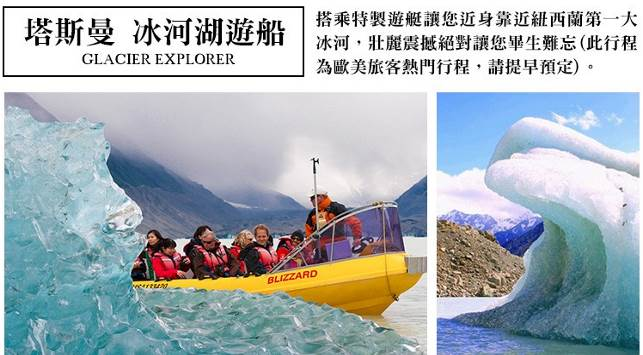 塔斯曼 冰河湖遊船
GLACIER EXPLORER
搭乘特製遊艇讓您近身靠近紐西蘭第一大
冰河，壯麗震撼絕對讓您畢生難忘(此行程
為歐美旅客熱門行程，請提早預定)。
BLIZZARD